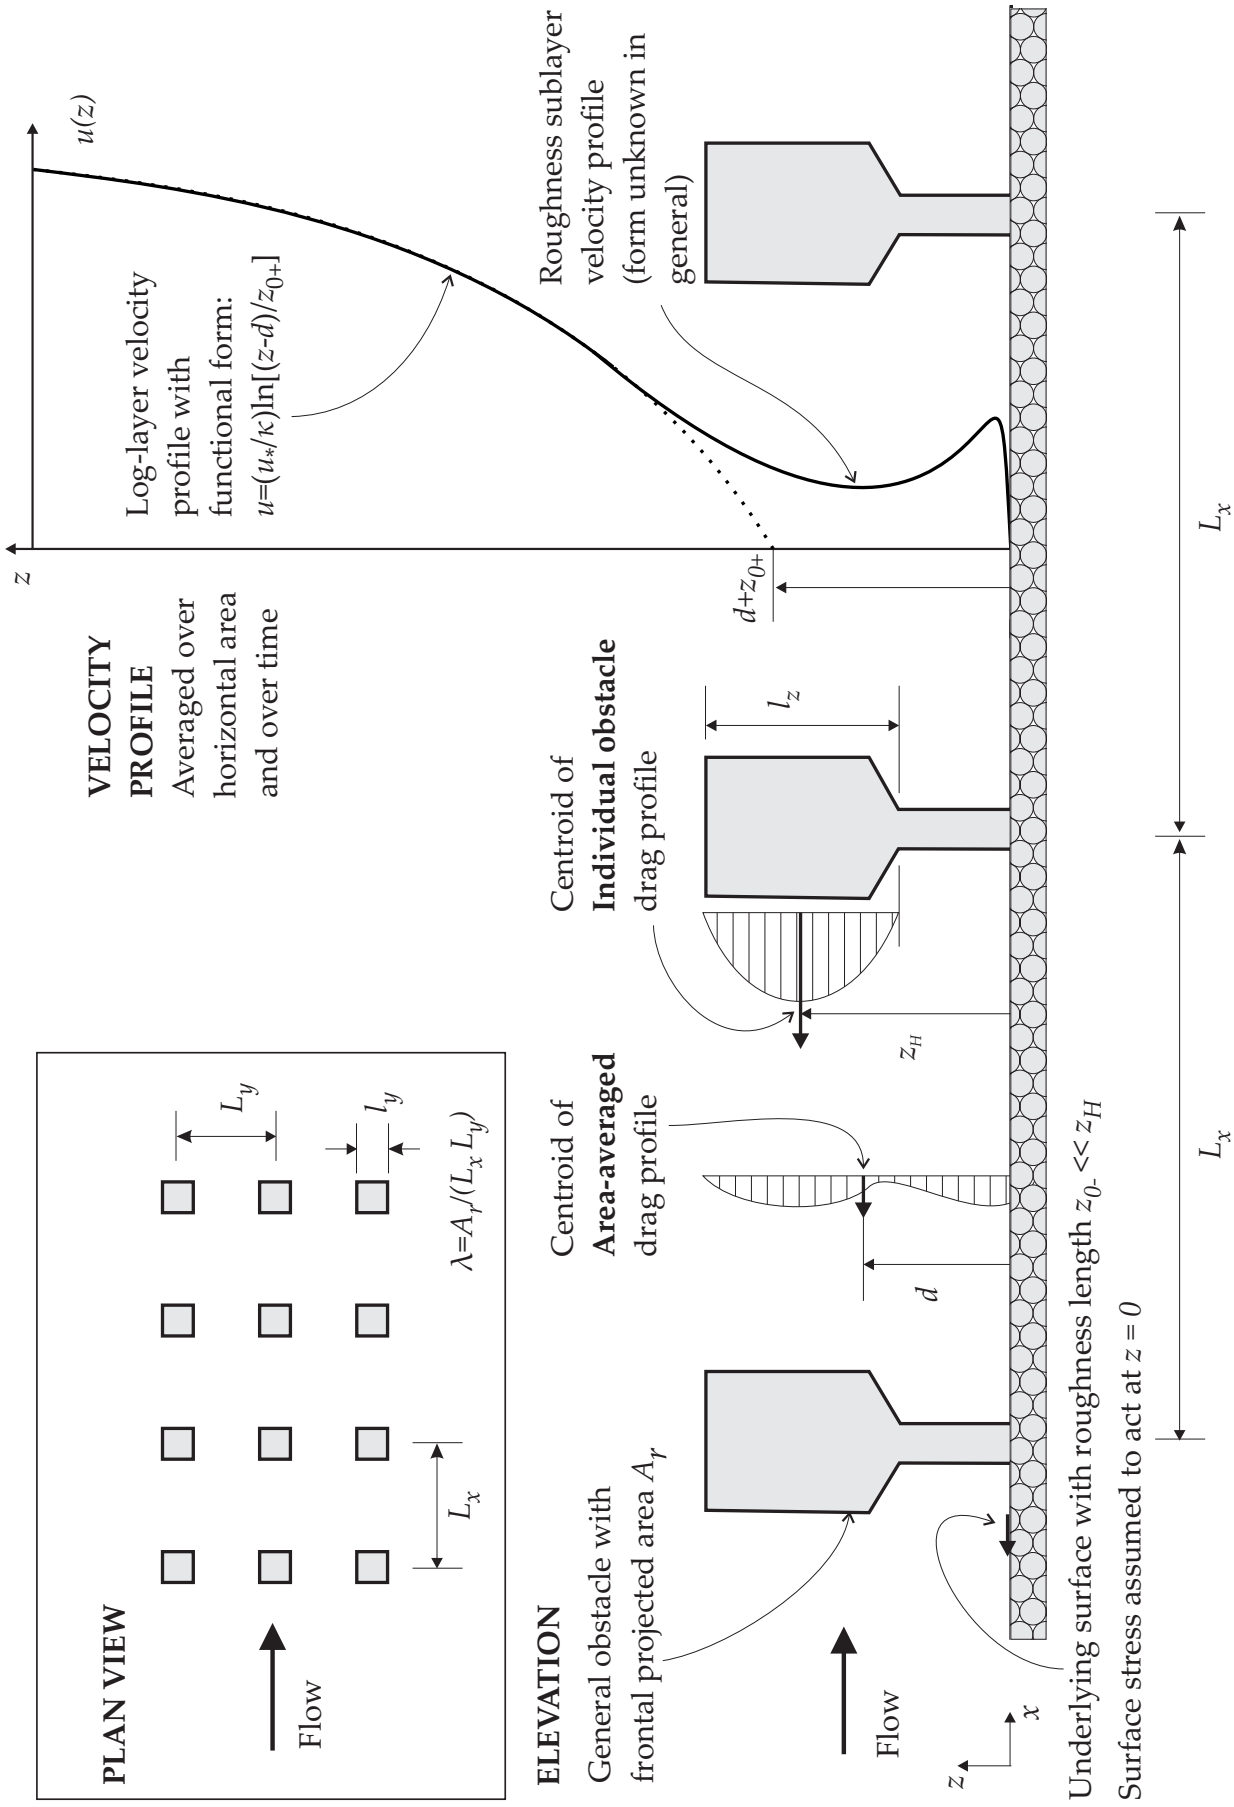 PLAN VIEW
Flow
L_x
L_y
l_y
λ=A_r/(L_x L_y)
VELOCITY
PROFILE
Averaged over
horizontal area
and over time
z
u(z)
Log-layer velocity
profile with
functional form:
u=(u_*/κ)ln[(z-d)/z_0+]
ELEVATION
General obstacle with
frontal projected area A_r
Flow
Centroid of
Area-averaged
drag profile
d
Centroid of
Individual obstacle
drag profile
z_H
l_z
d+z_0+
Roughness sublayer
velocity profile
(form unknown in
general)
z
x
Underlying surface with roughness length z_0- << z_H
Surface stress assumed to act at z = 0
L_x
L_x